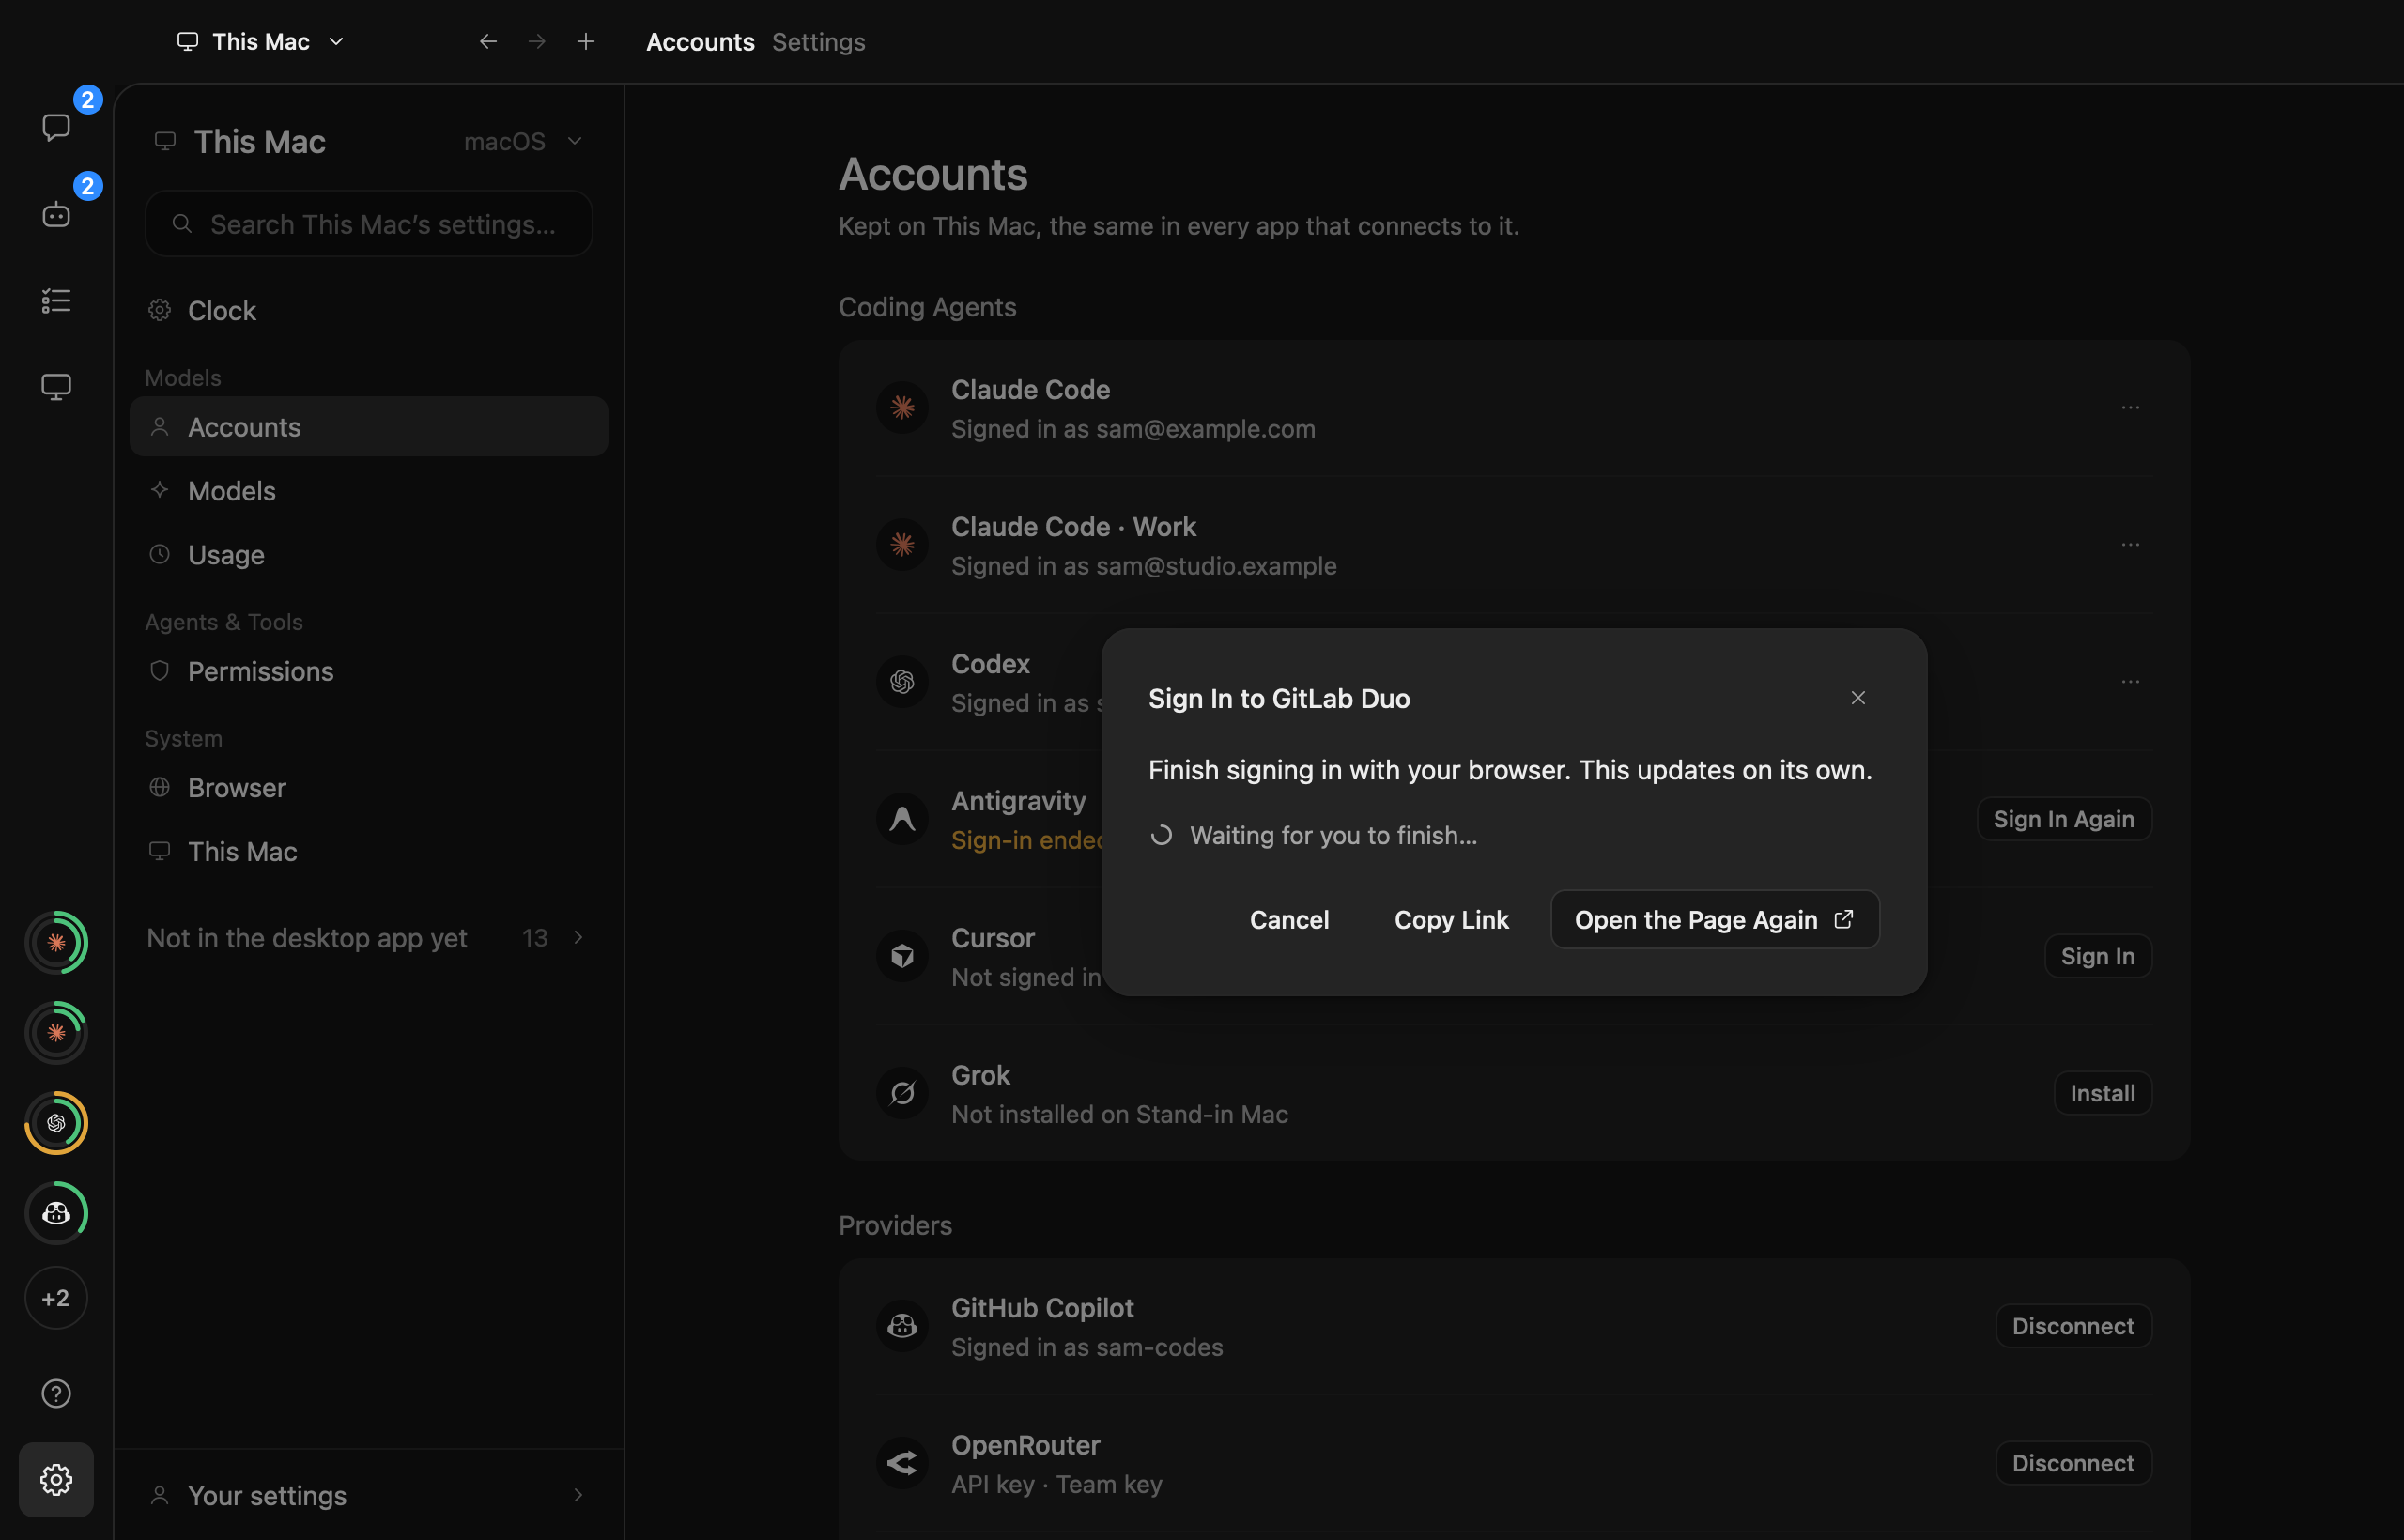 This Mac
Accounts Settings
2
2
This Mac
macOS
Search This Mac’s settings...
Clock
Models
Accounts
Models
Usage
Agents & Tools
Permissions
System
Browser
This Mac
Not in the desktop app yet 13
+2
Your settings
Accounts
Kept on This Mac, the same in every app that connects to it.
Coding Agents
Claude Code
Signed in as sam@example.com
Claude Code · Work
Signed in as sam@studio.example
Codex
Signed in as
Antigravity
Sign-in ended
Sign In Again
Cursor
Not signed in
Sign In
Grok
Not installed on Stand-in Mac
Install
Sign In to GitLab Duo
Finish signing in with your browser. This updates on its own.
Waiting for you to finish...
Cancel
Copy Link
Open the Page Again
Providers
GitHub Copilot
Signed in as sam-codes
Disconnect
OpenRouter
API key · Team key
Disconnect